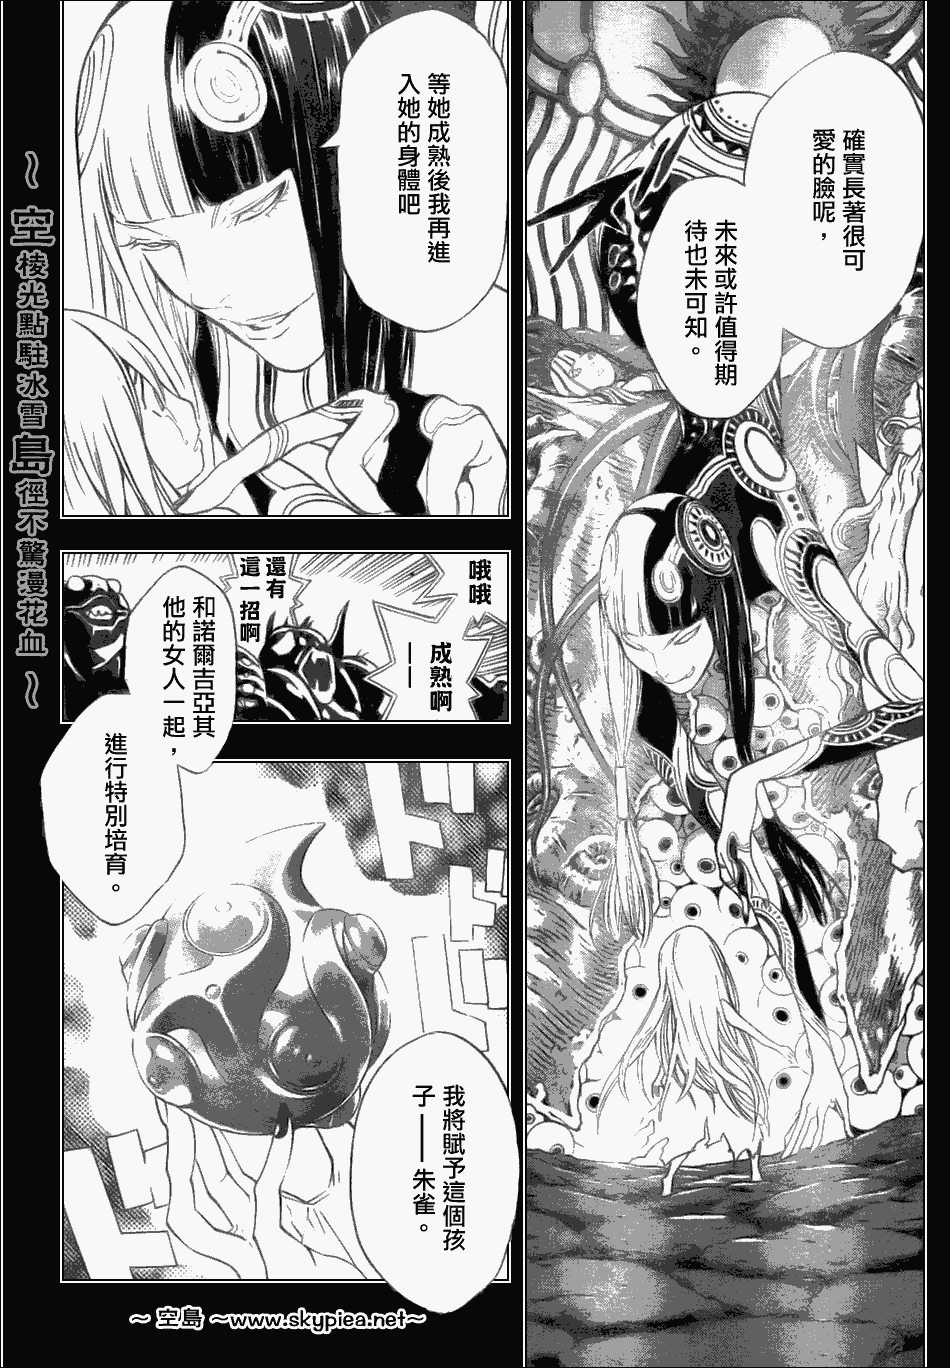 確實長著很可
愛的臉呢，
未來或許值得期
待也未可知。
等她成熟後我再進
入她的身體吧
哦哦
成熟啊
——
還有
這一招啊
和諾爾吉亞其
他的女人一起，
進行特別培育。
我將賦予這個孩
子——朱雀。
～空棱光點駐冰雪島徑不驚漫花血～
～ 空島 ～www.skypiea.net～